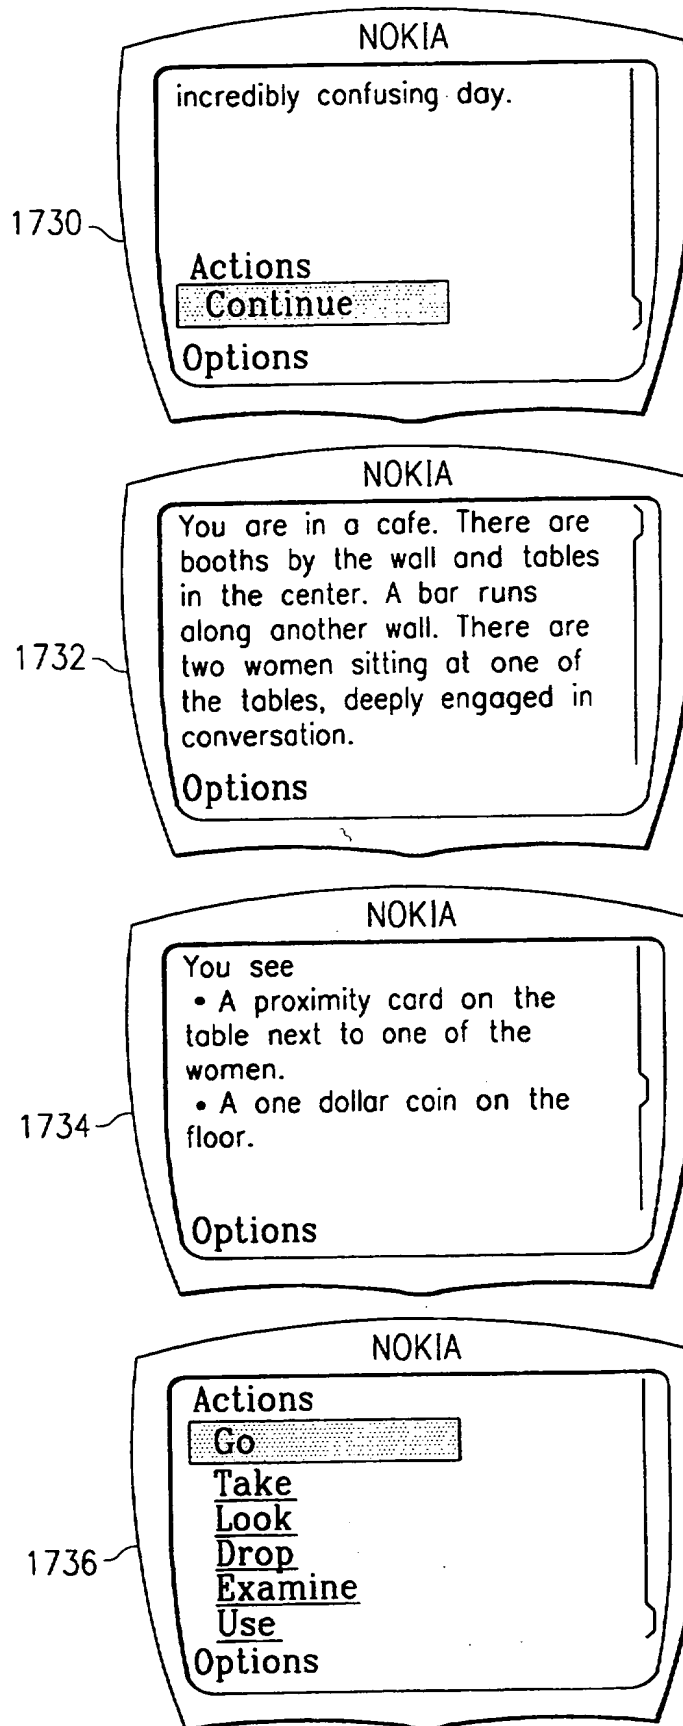 NOKIA
incredibly confusing day.
1730
Actions
Continue
Options
NOKIA
You are in a cafe. There are
booths by the wall and tables
in the center. A bar runs
along another wall. There are
1732
two women sitting at one of
the tables, deeply engaged in
conversation.
Options
NOKIA
You see
• A proximity card on the
table next to one of the
women.
• A one dollar coin on the
1734
floor.
Options
NOKIA
Actions
Go
Take
Look
Drop
1736
Examine
Use
Options